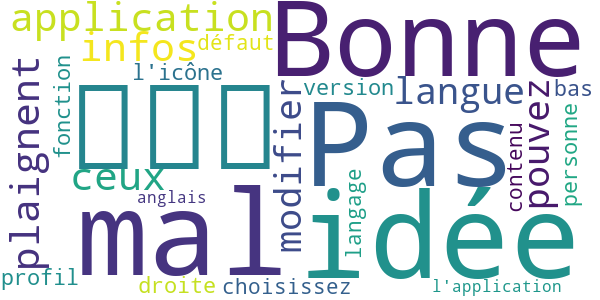 application
Bonne
infos
défaut
l'icône
version
langue
bas
plaignent
fonction
modifier
Pas
pouvez
contenu
personne
ceux
mal
anglais
langage
idée
profil
droite
choisissez
l'application